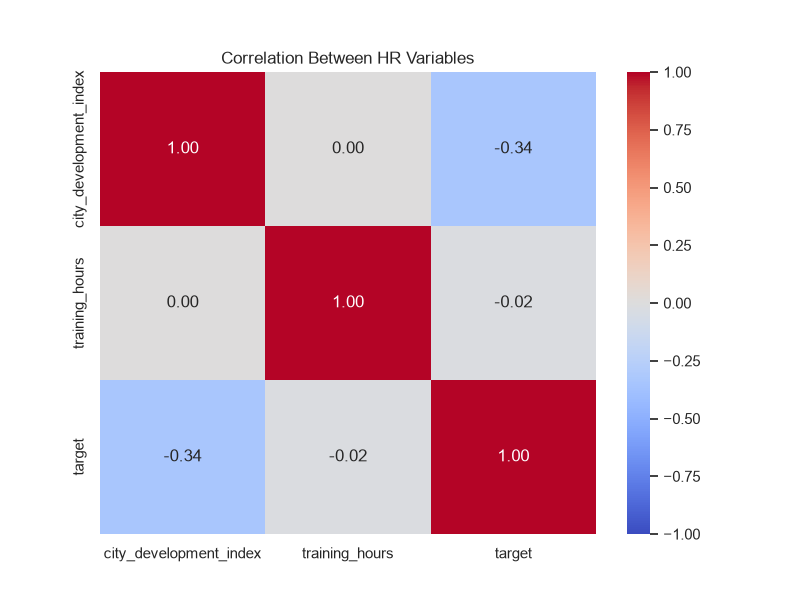 Correlation Between HR Variables
city_development_index
1.00
0.00
-0.34
training_hours
0.00
1.00
-0.02
target
-0.34
-0.02
1.00
city_development_index
training_hours
target
1.00
0.75
0.50
0.25
0.00
−0.25
−0.50
−0.75
−1.00